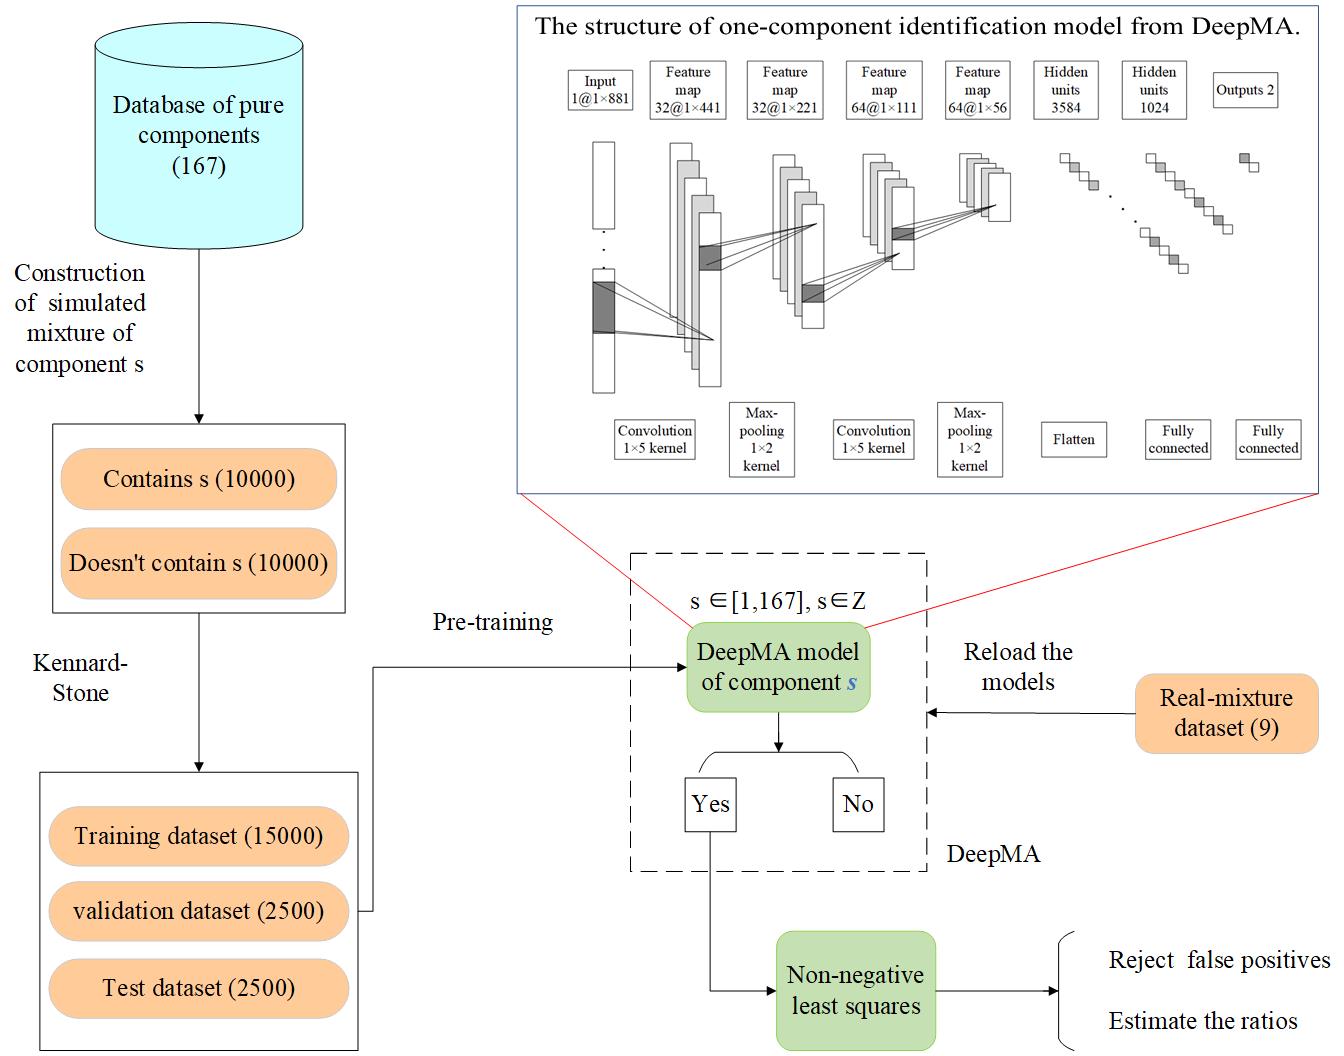 The structure of one-component identification model from DeepMA.
Input
1@1×881
Feature
map
32@1×441
Feature
map
32@1×221
Feature
map
64@1×111
Feature
map
64@1×56
Hidden
units
3584
Hidden
units
1024
Outputs 2
Convolution
1×5 kernel
Max-
pooling
1×2
kernel
Convolution
1×5 kernel
Max-
pooling
1×2
kernel
Flatten
Fully
connected
Fully
connected
Database of pure
components
(167)
Construction
of simulated
mixture of
component s
Contains s (10000)
Doesn't contain s (10000)
Kennard-
Stone
Training dataset (15000)
validation dataset (2500)
Test dataset (2500)
Pre-training
s ∈[1,167], s∈Z
DeepMA model
of component s
Yes
No
DeepMA
Reload the
models
Real-mixture
dataset (9)
Non-negative
least squares
Reject false positives
Estimate the ratios